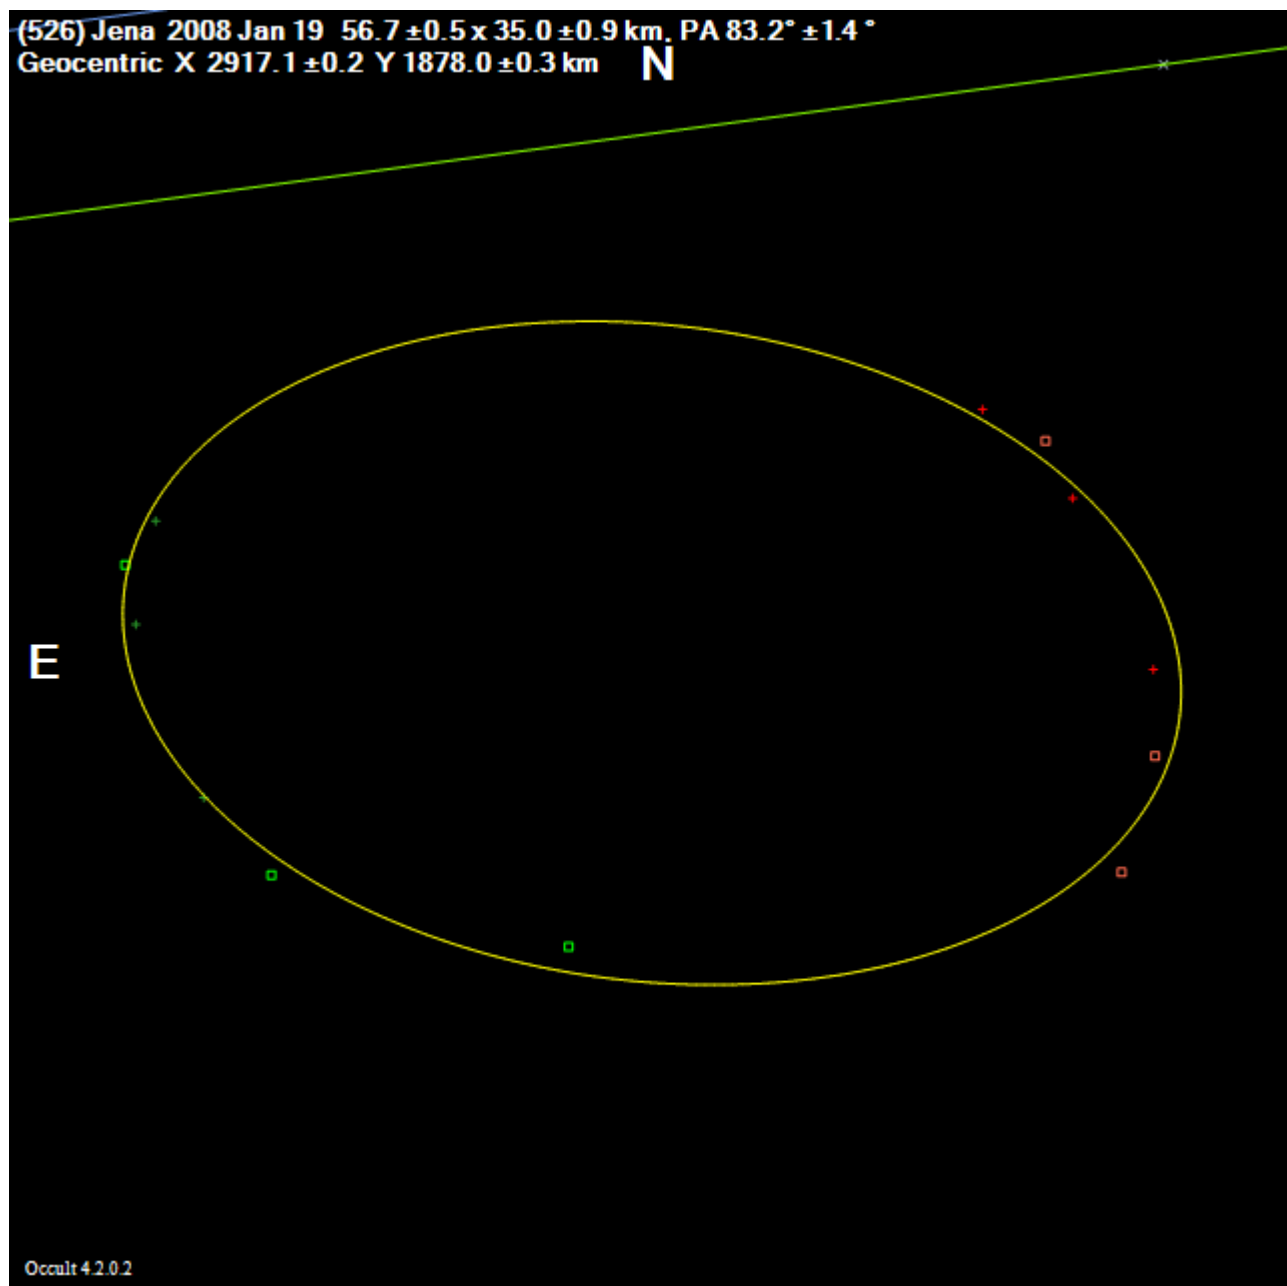 (526) Jena 2008 Jan 19 56.7 ±0.5 x 35.0 ±0.9 km, PA 83.2° ±1.4 °
Geocentric X 2917.1 ±0.2 Y 1878.0 ±0.3 km
N
E
Occult 4.2.0.2